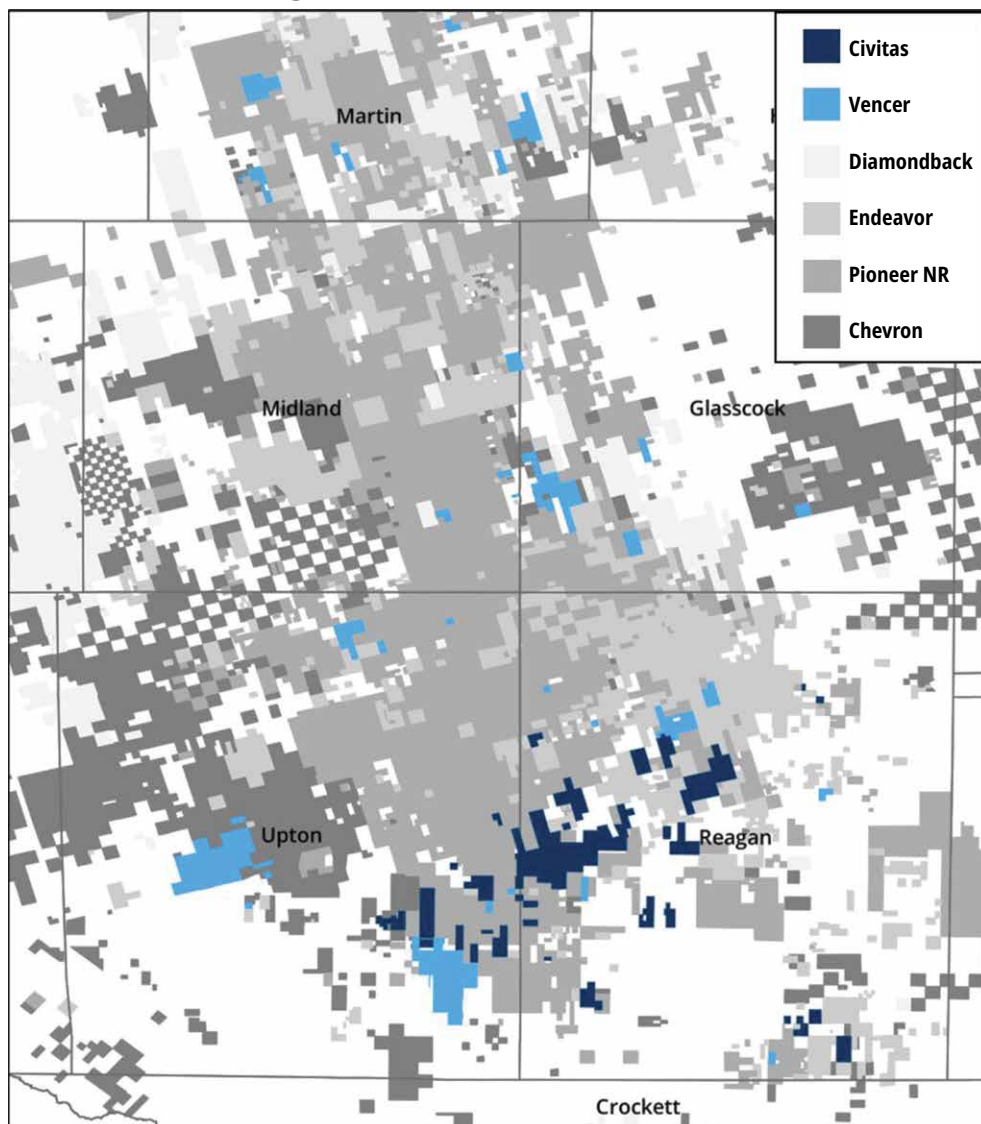 Civitas
Vencer
Diamondback
Endeavor
Pioneer NR
Chevron
Martin
Midland
Glasscock
Upton
Reagan
Crockett